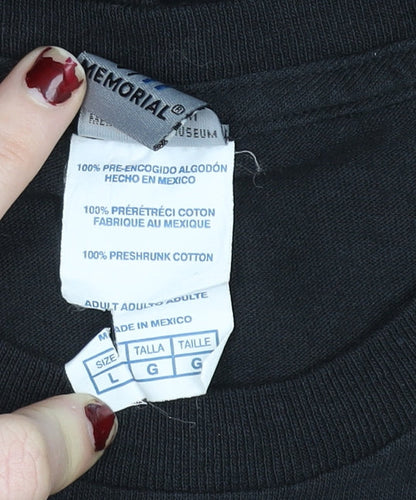 MEMORIAL®
MUSEUM
100% PRE-ENCOGIDO ALGODÓN
HECHO EN MEXICO
100% PRÉRÉTRÉCI COTON
FABRIQUE AU MEXIQUE
100% PRESHRUNK COTTON
ADULT ADULTO ADULTE
MADE IN MEXICO
SIZE TALLA TAILLE
L G G